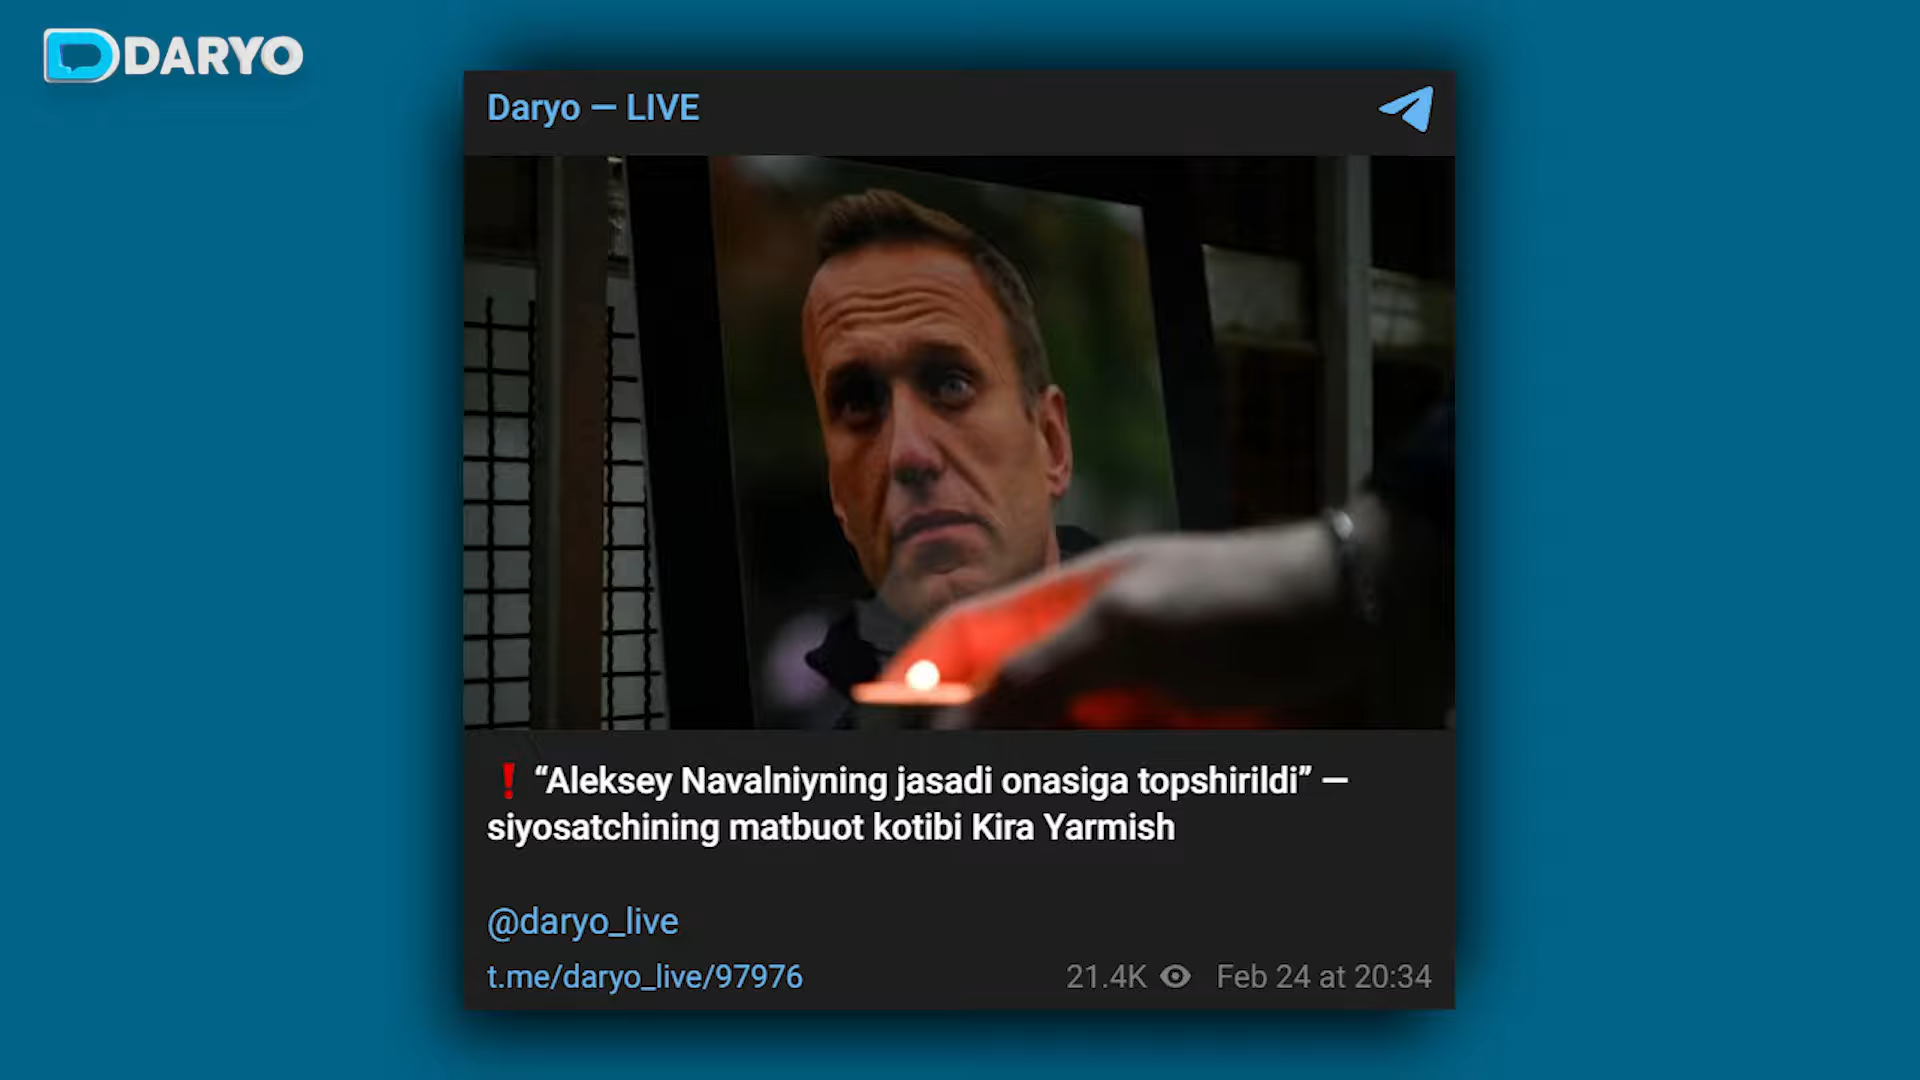 DARYO
Daryo — LIVE
❗ “Aleksey Navalniyning jasadi onasiga topshirildi” —
siyosatchining matbuot kotibi Kira Yarmish
@daryo_live
t.me/daryo_live/97976 21.4K Feb 24 at 20:34